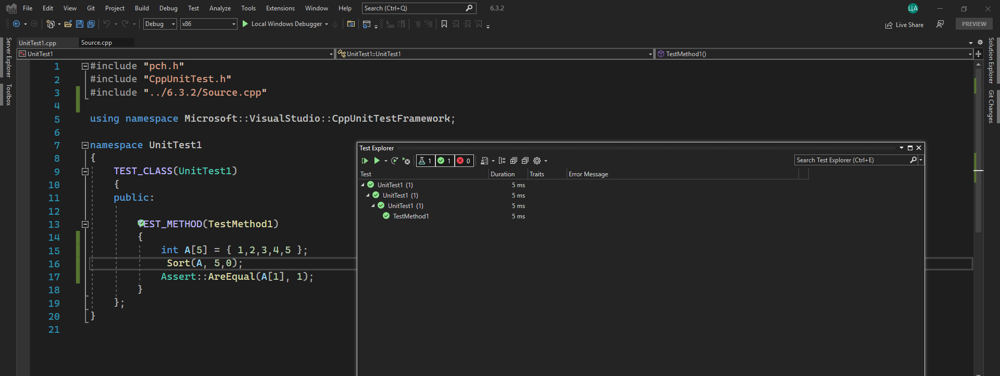 File Edit View Git Project Build Debug Test Analyze Tools Extensions Window Help Search (Ctrl+Q) 6.3.2 ЦА
Debug x86 Local Windows Debugger Live Share PREVIEW
Server Explorer
Toolbox
UnitTest1.cpp Source.cpp
UnitTest1 UnitTest1::UnitTest1 TestMethod1()
1 #include "pch.h"
2 #include "CppUnitTest.h"
3 #include "../6.3.2/Source.cpp"
4
5 using namespace Microsoft::VisualStudio::CppUnitTestFramework;
6
7 namespace UnitTest1
8 {
9 TEST_CLASS(UnitTest1)
10 {
11 public:
12
13 TEST_METHOD(TestMethod1)
14 {
15 int A[5] = { 1,2,3,4,5 };
16 Sort(A, 5,0);
17 Assert::AreEqual(A[1], 1);
18 }
19 };
20 }
21
Test Explorer
1 1 0 Search Test Explorer (Ctrl+E)
Test Duration Traits Error Message
UnitTest1 (1) 5 ms
UnitTest1 (1) 5 ms
UnitTest1 (1) 5 ms
TestMethod1 5 ms
Solution Explorer
Git Changes